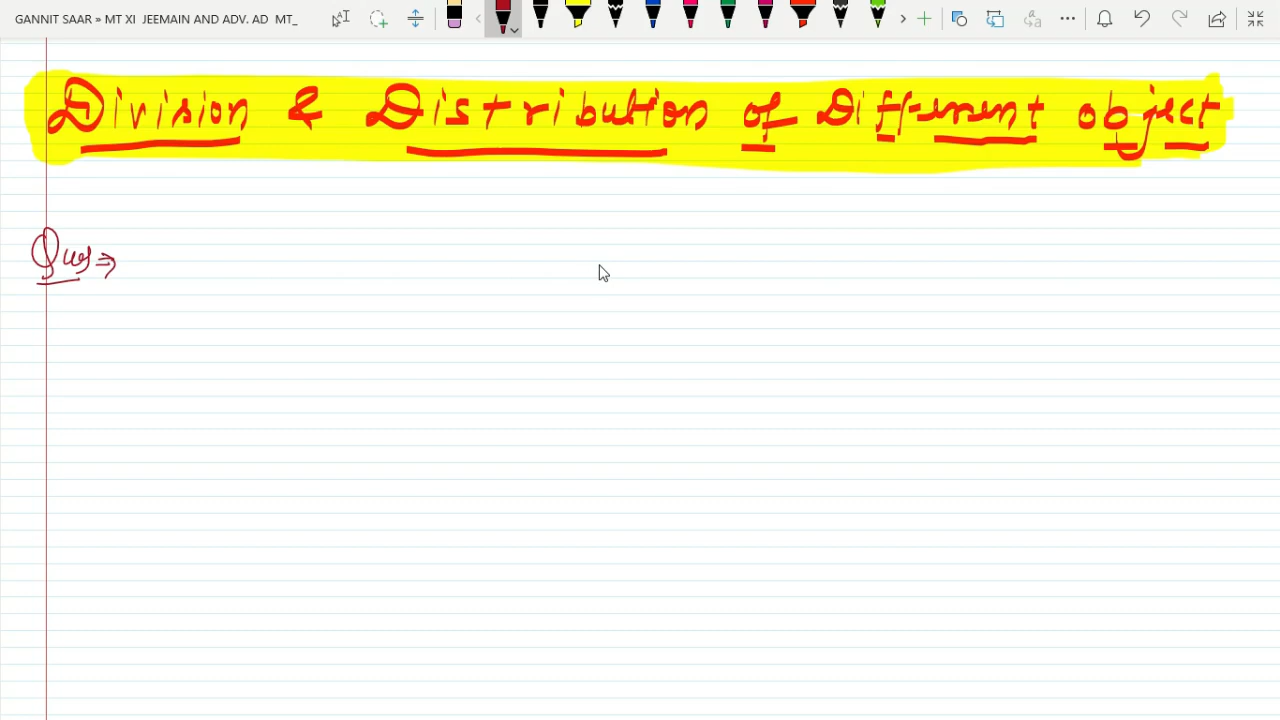 GANNIT SAAR » MT XI JEEMAIN AND ADV. AD MT_
Division & Distribution of Different object
Ques ⇒